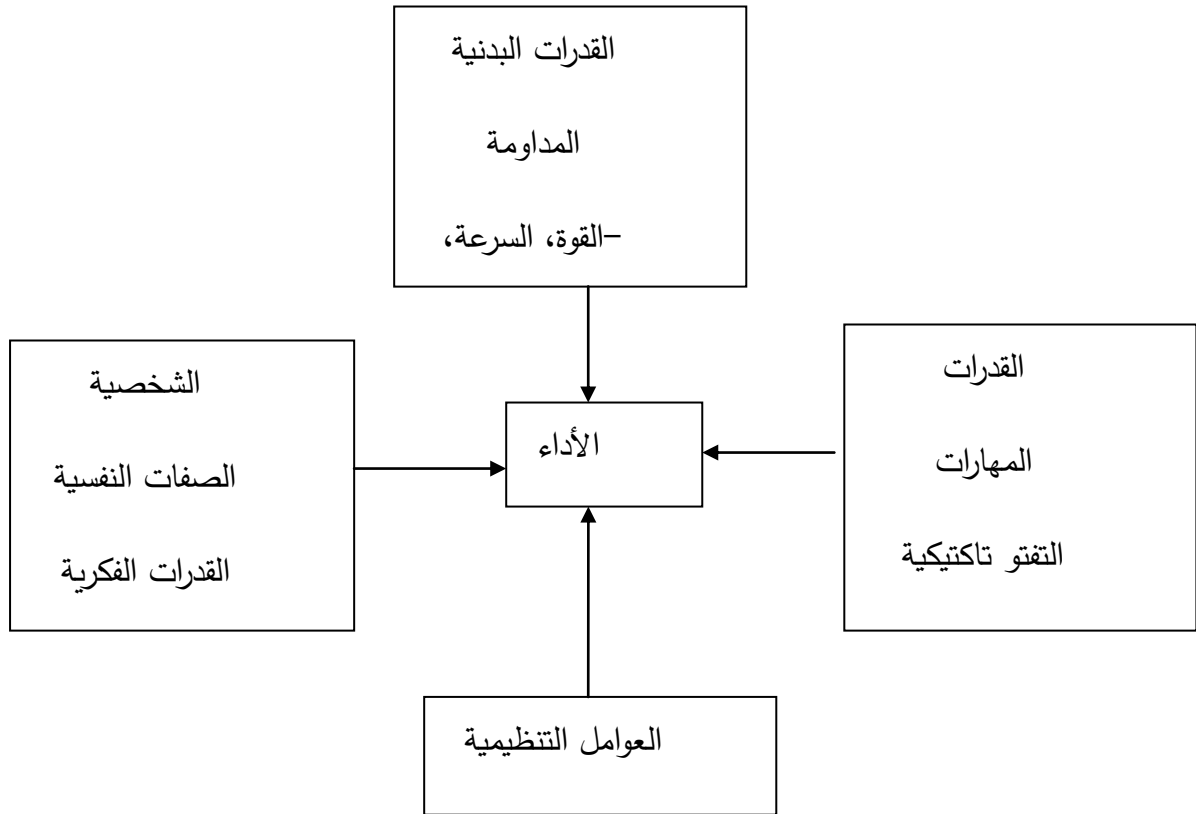 القدرات البدنية
المداومة
–القوة، السرعة،
القدرات
المهارات
التفتو تاكتيكية
الأداء
الشخصية
الصفات النفسية
القدرات الفكرية
العوامل التنظيمية